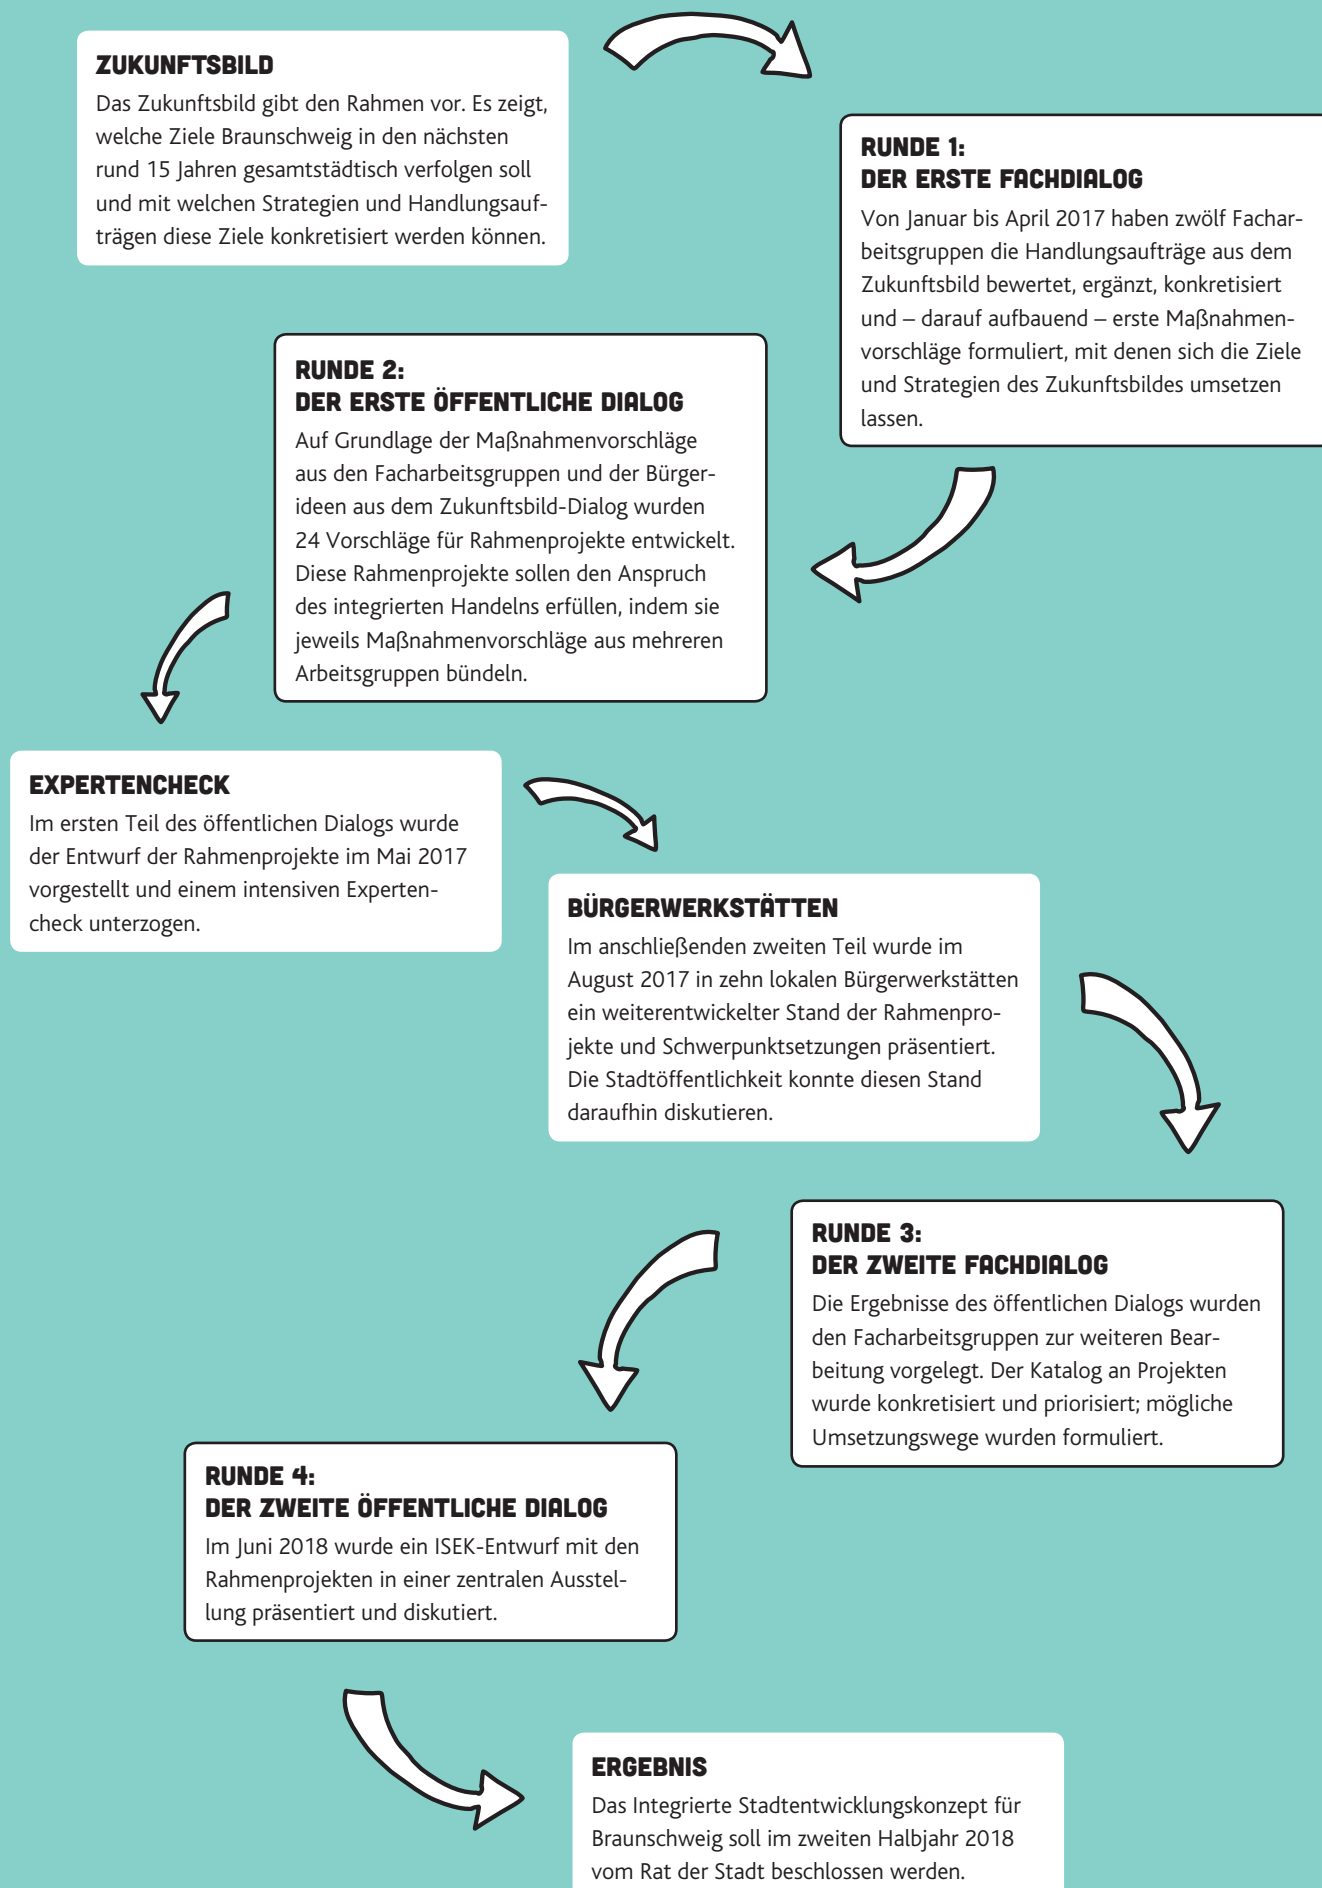 ZUKUNFTSBILD
Das Zukunftsbild gibt den Rahmen vor. Es zeigt,
welche Ziele Braunschweig in den nächsten
rund 15 Jahren gesamtstädtisch verfolgen soll
und mit welchen Strategien und Handlungsauf-
trägen diese Ziele konkretisiert werden können.
RUNDE 1:
DER ERSTE FACHDIALOG
Von Januar bis April 2017 haben zwölf Fachar-
beitsgruppen die Handlungsaufträge aus dem
Zukunftsbild bewertet, ergänzt, konkretisiert
und – darauf aufbauend – erste Maßnahmen-
vorschläge formuliert, mit denen sich die Ziele
und Strategien des Zukunftsbildes umsetzen
lassen.
RUNDE 2:
DER ERSTE ÖFFENTLICHE DIALOG
Auf Grundlage der Maßnahmenvorschläge
aus den Facharbeitsgruppen und der Bürger-
ideen aus dem Zukunftsbild-Dialog wurden
24 Vorschläge für Rahmenprojekte entwickelt.
Diese Rahmenprojekte sollen den Anspruch
des integrierten Handelns erfüllen, indem sie
jeweils Maßnahmenvorschläge aus mehreren
Arbeitsgruppen bündeln.
EXPERTENCHECK
Im ersten Teil des öffentlichen Dialogs wurde
der Entwurf der Rahmenprojekte im Mai 2017
vorgestellt und einem intensiven Experten-
check unterzogen.
BÜRGERWERKSTÄTTEN
Im anschließenden zweiten Teil wurde im
August 2017 in zehn lokalen Bürgerwerkstätten
ein weiterentwickelter Stand der Rahmenpro-
jekte und Schwerpunktsetzungen präsentiert.
Die Stadtöffentlichkeit konnte diesen Stand
daraufhin diskutieren.
RUNDE 3:
DER ZWEITE FACHDIALOG
Die Ergebnisse des öffentlichen Dialogs wurden
den Facharbeitsgruppen zur weiteren Bear-
beitung vorgelegt. Der Katalog an Projekten
wurde konkretisiert und priorisiert; mögliche
Umsetzungswege wurden formuliert.
RUNDE 4:
DER ZWEITE ÖFFENTLICHE DIALOG
Im Juni 2018 wurde ein ISEK-Entwurf mit den
Rahmenprojekten in einer zentralen Ausstel-
lung präsentiert und diskutiert.
ERGEBNIS
Das Integrierte Stadtentwicklungskonzept für
Braunschweig soll im zweiten Halbjahr 2018
vom Rat der Stadt beschlossen werden.